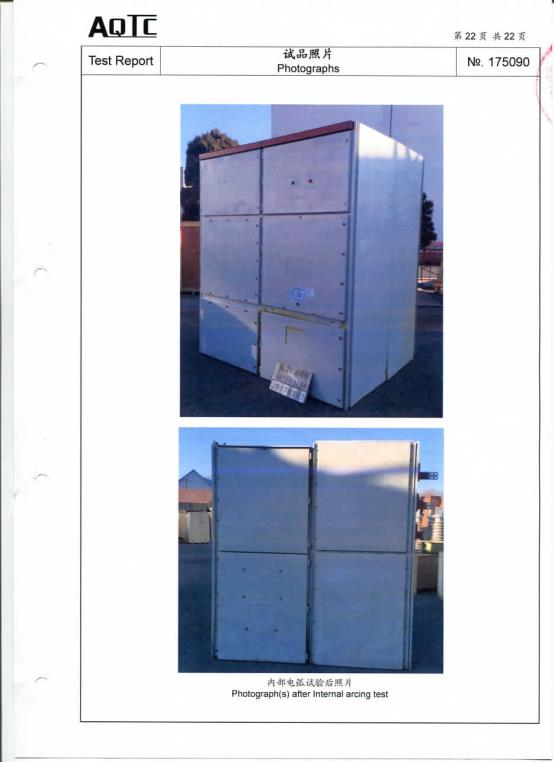 AQTC
第 22 页 共 22 页
Test Report
试品照片
Photographs
№. 175090
内部电弧试验后照片
Photograph(s) after Internal arcing test